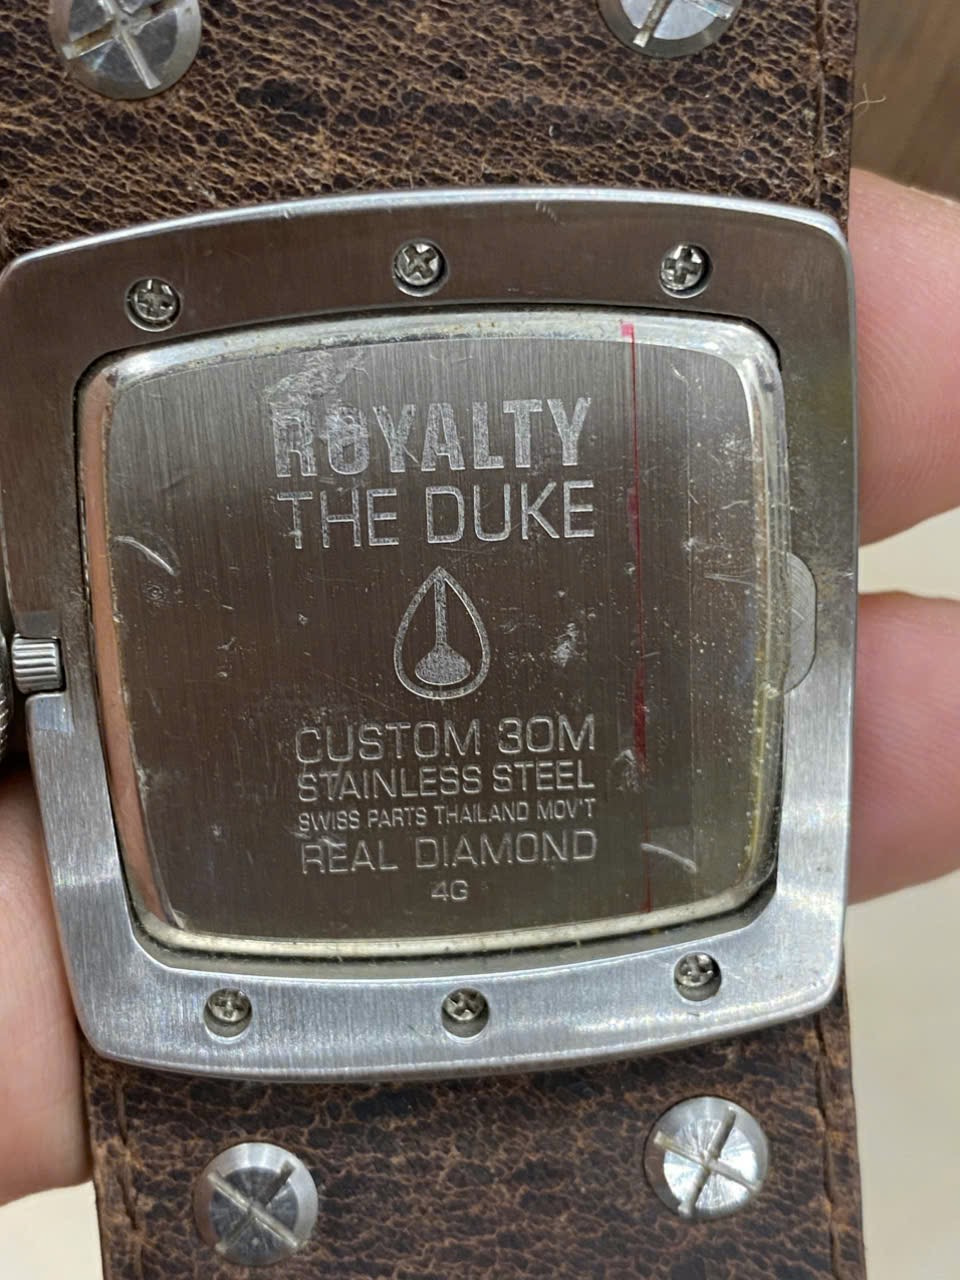 ROYALTY
THE DUKE
CUSTOM 30M
STAINLESS STEEL
SWISS PARTS THAILAND MOV'T
REAL DIAMOND
4G